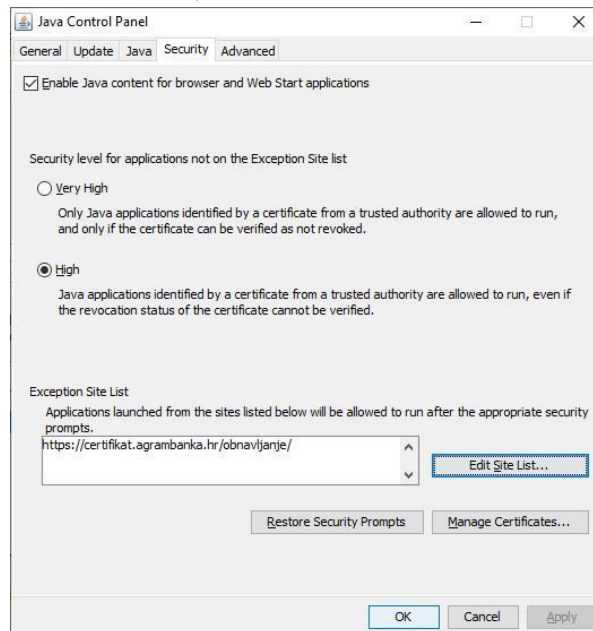 Java Control Panel
General Update Java Security Advanced
Enable Java content for browser and Web Start applications
Security level for applications not on the Exception Site list
Very High
Only Java applications identified by a certificate from a trusted authority are allowed to run,
and only if the certificate can be verified as not revoked.
High
Java applications identified by a certificate from a trusted authority are allowed to run, even if
the revocation status of the certificate cannot be verified.
Exception Site List
Applications launched from the sites listed below will be allowed to run after the appropriate security
prompts.
https://certifikat.agrambanka.hr/obnavljanje/
Edit Site List...
Restore Security Prompts Manage Certificates...
OK Cancel Apply